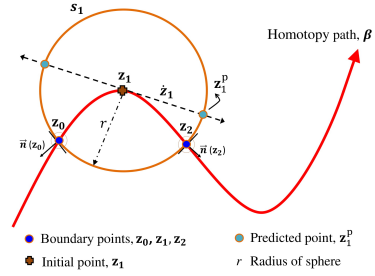 s₁
Homotopy path, β
z₁
ż₁
z₁ᵖ
z₀
r
z₂
n⃗ (z₀)
n⃗ (z₂)
Boundary points, z₀, z₁, z₂
Predicted point, z₁ᵖ
Initial point, z₁
r Radius of sphere